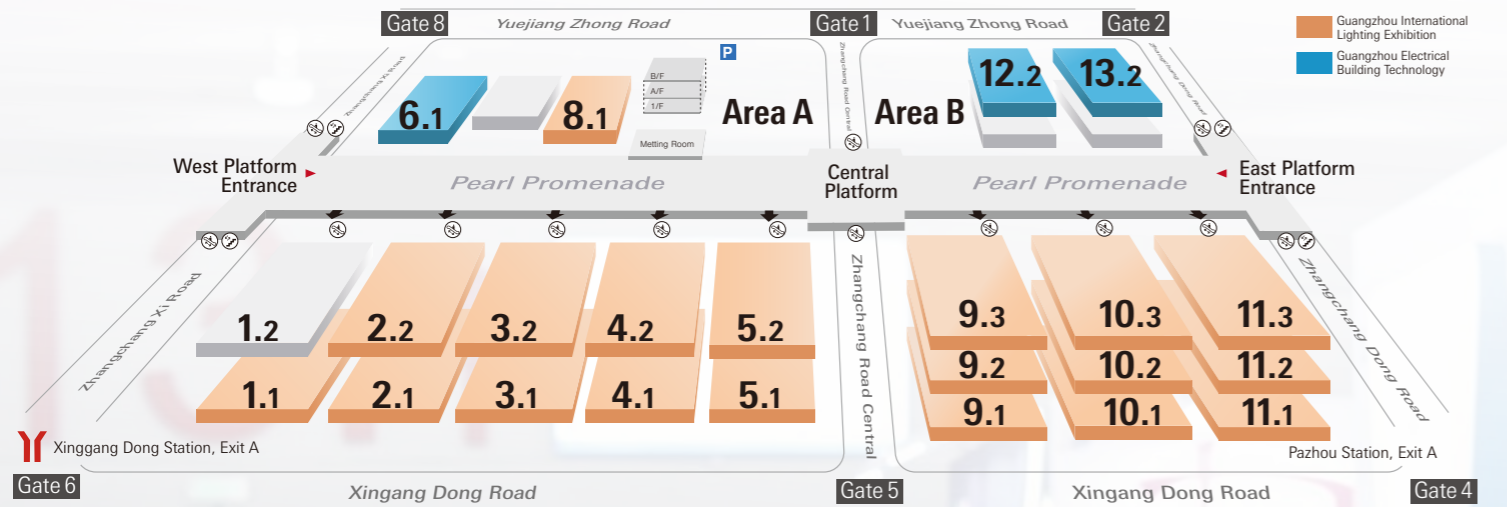 Gate 8
Yuejiang Zhong Road
Gate 1
Yuejiang Zhong Road
Gate 2
Guangzhou International
Lighting Exhibition
Guangzhou Electrical
Building Technology
Zhangchang Xi Road
P
B/F
A/F
1/F
Metting Room
6.1
8.1
Area A
Zhangchang Road Central
Area B
12.2
13.2
Zhangchang Dong Road
West Platform
Entrance
Pearl Promenade
Central
Platform
Pearl Promenade
East Platform
Entrance
Zhangchang Xi Road
1.2
2.2
3.2
4.2
5.2
Zhangchang Road Central
9.3
10.3
11.3
Zhangchang Dong Road
9.2
10.2
11.2
1.1
2.1
3.1
4.1
5.1
9.1
10.1
11.1
Xinggang Dong Station, Exit A
Pazhou Station, Exit A
Gate 6
Xingang Dong Road
Gate 5
Xingang Dong Road
Gate 4